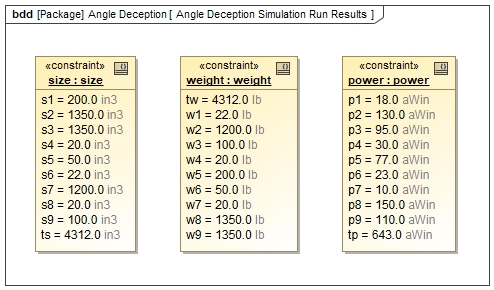 bdd [Package] Angle Deception [ Angle Deception Simulation Run Results ]
«constraint»
size : size
s1 = 200.0 in3
s2 = 1350.0 in3
s3 = 1350.0 in3
s4 = 20.0 in3
s5 = 50.0 in3
s6 = 22.0 in3
s7 = 1200.0 in3
s8 = 20.0 in3
s9 = 100.0 in3
ts = 4312.0 in3
«constraint»
weight : weight
tw = 4312.0 lb
w1 = 22.0 lb
w2 = 1200.0 lb
w3 = 100.0 lb
w4 = 20.0 lb
w5 = 200.0 lb
w6 = 50.0 lb
w7 = 20.0 lb
w8 = 1350.0 lb
w9 = 1350.0 lb
«constraint»
power : power
p1 = 18.0 aWin
p2 = 130.0 aWin
p3 = 95.0 aWin
p4 = 30.0 aWin
p5 = 77.0 aWin
p6 = 23.0 aWin
p7 = 10.0 aWin
p8 = 150.0 aWin
p9 = 110.0 aWin
tp = 643.0 aWin